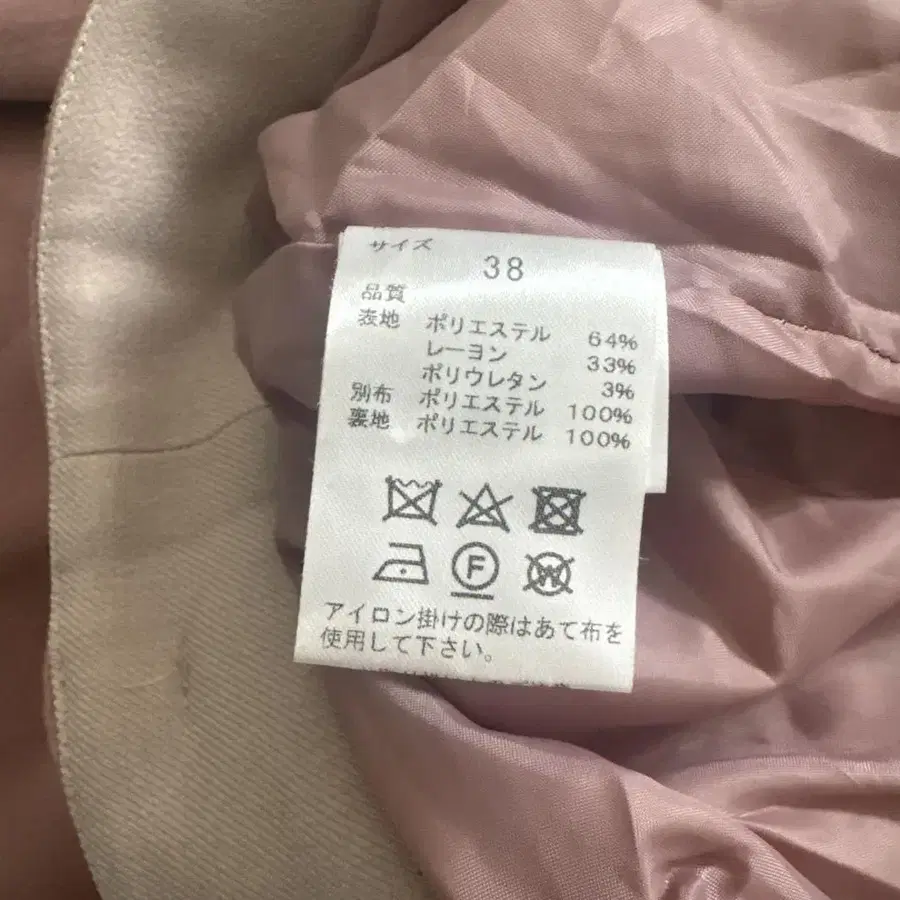 サイズ
38
品質
表地 ポリエステル 64%
レーヨン 33%
ポリウレタン 3%
別布 ポリエステル 100%
裏地 ポリエステル 100%
F
W
アイロン掛けの際はあて布を
使用して下さい。